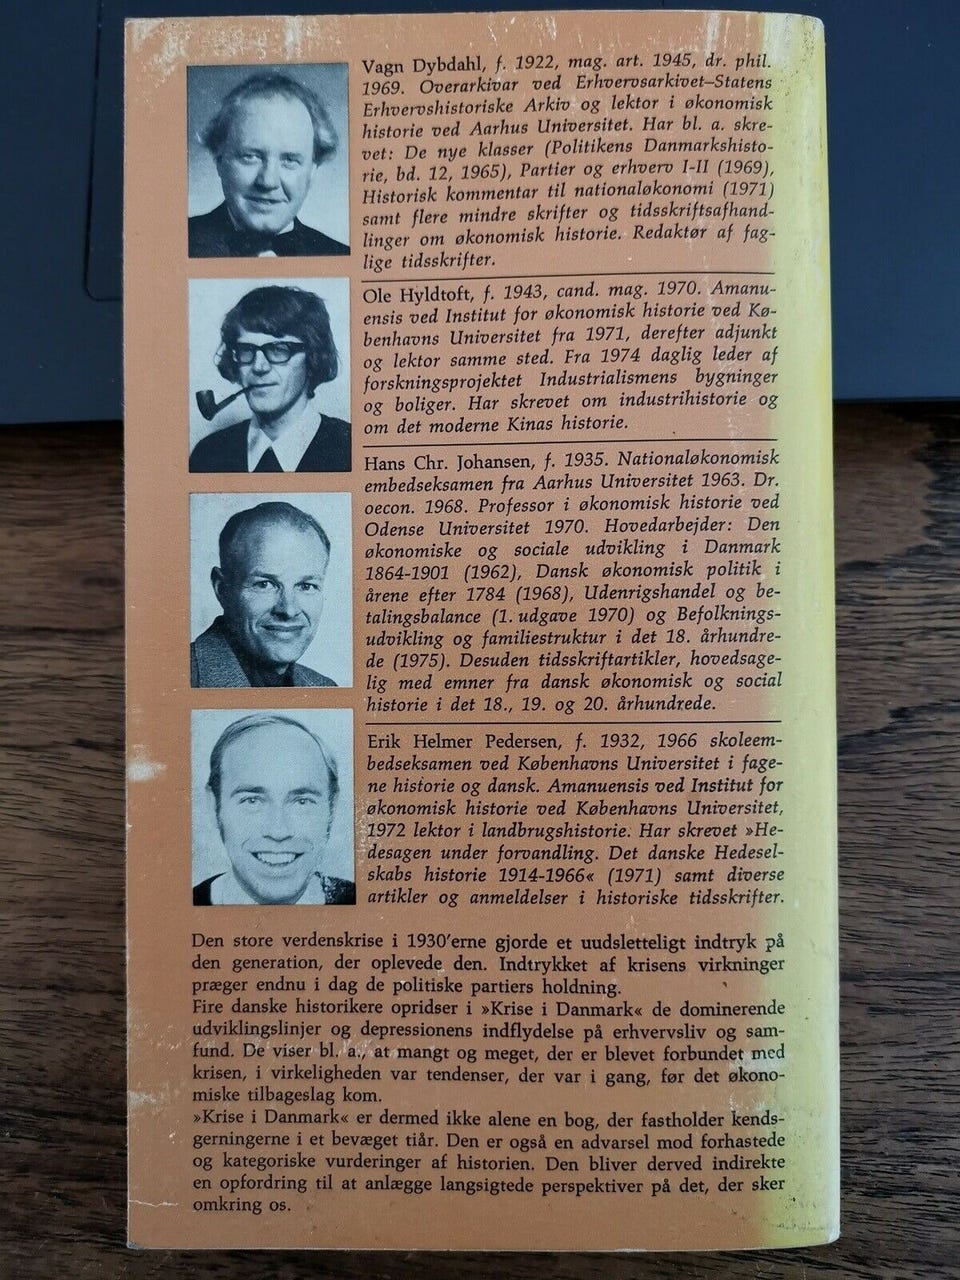 Vagn Dybdahl, f. 1922, mag. art. 1945, dr. phil.
1969. Overarkivar ved Erhvervsarkivet–Statens
Erhvervshistoriske Arkiv og lektor i økonomisk
historie ved Aarhus Universitet. Har bl. a. skre-
vet: De nye klasser (Politikens Danmarkshisto-
rie, bd. 12, 1965), Partier og erhverv I-II (1969),
Historisk kommentar til nationaløkonomi (1971)
samt flere mindre skrifter og tidsskriftsafhand-
linger om økonomisk historie. Redaktør af fag-
lige tidsskrifter.
Ole Hyldtoft, f. 1943, cand. mag. 1970. Amanu-
ensis ved Institut for økonomisk historie ved Kø-
benhavns Universitet fra 1971, derefter adjunkt
og lektor samme sted. Fra 1974 daglig leder af
forskningsprojektet Industrialismens bygninger
og boliger. Har skrevet om industrihistorie og
om det moderne Kinas historie.
Hans Chr. Johansen, f. 1935. Nationaløkonomisk
embedseksamen fra Aarhus Universitet 1963. Dr.
oecon. 1968. Professor i økonomisk historie ved
Odense Universitet 1970. Hovedarbejder: Den
økonomiske og sociale udvikling i Danmark
1864-1901 (1962), Dansk økonomisk politik i
årene efter 1784 (1968), Udenrigshandel og be-
talingsbalance (1. udgave 1970) og Befolknings-
udvikling og familiestruktur i det 18. århundre-
de (1975). Desuden tidsskriftartikler, hovedsage-
lig med emner fra dansk økonomisk og social
historie i det 18., 19. og 20. århundrede.
Erik Helmer Pedersen, f. 1932, 1966 skoleem-
bedseksamen ved Københavns Universitet i fage-
ne historie og dansk. Amanuensis ved Institut for
økonomisk historie ved Københavns Universitet,
1972 lektor i landbrugshistorie. Har skrevet »He-
desagen under forvandling. Det danske Hedesel-
skabs historie 1914-1966« (1971) samt diverse
artikler og anmeldelser i historiske tidsskrifter.
Den store verdenskrise i 1930'erne gjorde et uudsletteligt indtryk på
den generation, der oplevede den. Indtrykket af krisens virkninger
præger endnu i dag de politiske partiers holdning.
Fire danske historikere opridser i »Krise i Danmark« de dominerende
udviklingslinjer og depressionens indflydelse på erhvervsliv og sam-
fund. De viser bl. a., at mangt og meget, der er blevet forbundet med
krisen, i virkeligheden var tendenser, der var i gang, før det økono-
miske tilbageslag kom.
»Krise i Danmark« er dermed ikke alene en bog, der fastholder kends-
gerningerne i et bevæget tiår. Den er også en advarsel mod forhastede
og kategoriske vurderinger af historien. Den bliver derved indirekte
en opfordring til at anlægge langsigtede perspektiver på det, der sker
omkring os.